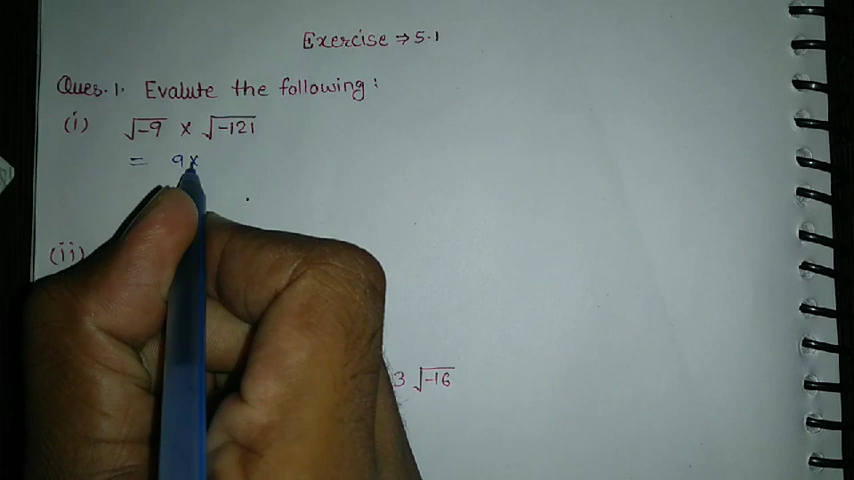 Exercise ⇒ 5.1
Ques.1. Evalute the following :
(i) √-9 × √-121
= 9×
(ii)
3 √-16